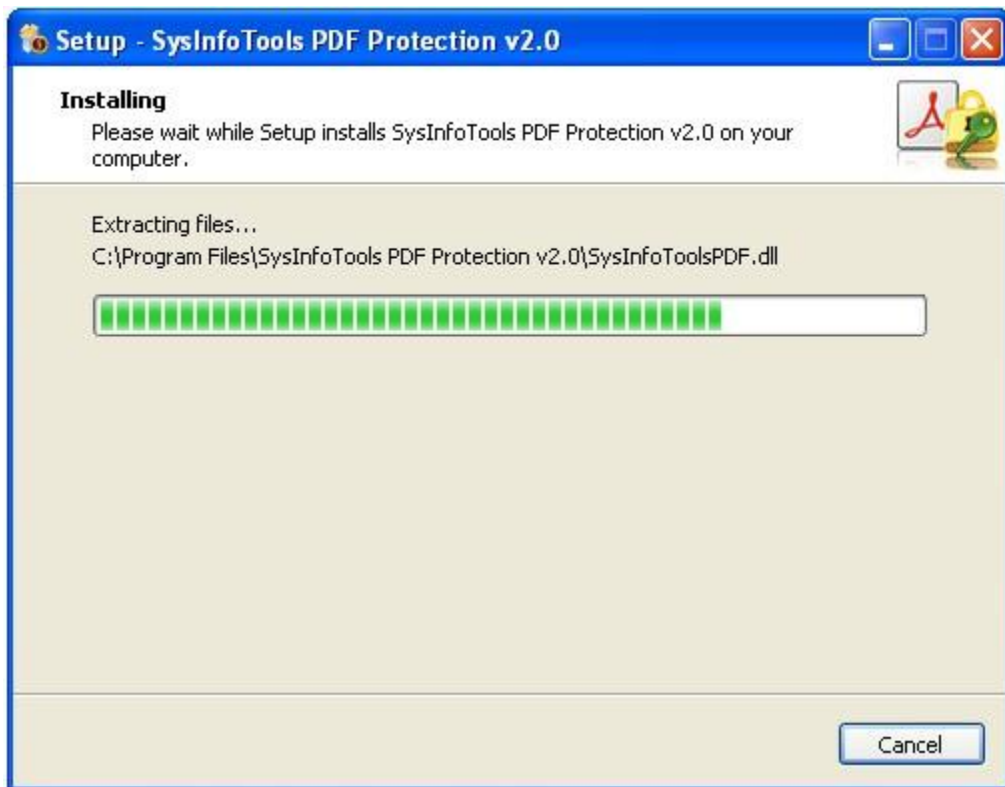 Setup - SysInfoTools PDF Protection v2.0
Installing
Please wait while Setup installs SysInfoTools PDF Protection v2.0 on your
computer.
Extracting files...
C:\Program Files\SysInfoTools PDF Protection v2.0\SysInfoToolsPDF.dll
Cancel